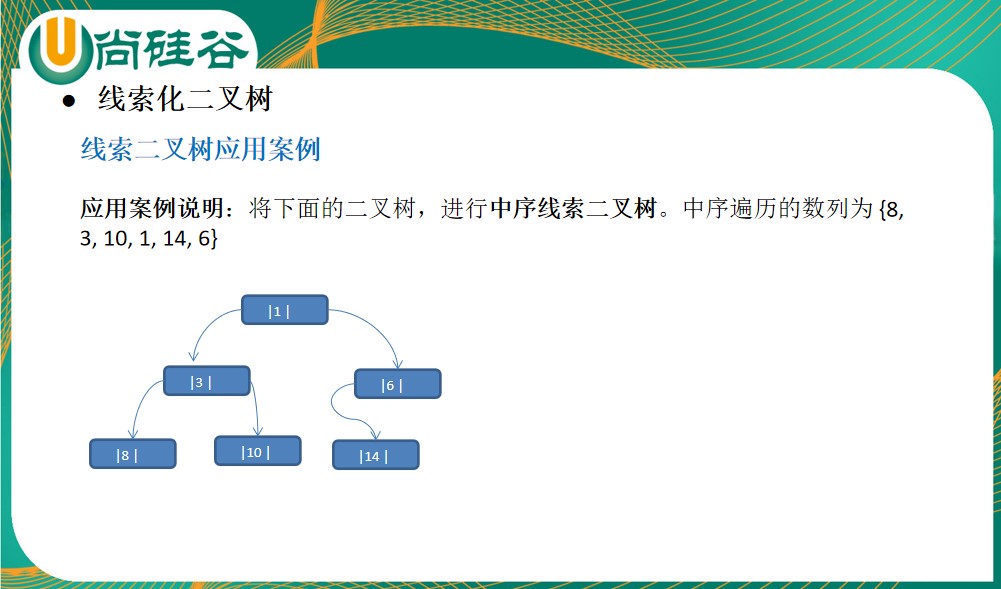 尚硅谷
● 线索化二叉树
线索二叉树应用案例
应用案例说明：将下面的二叉树，进行中序线索二叉树。中序遍历的数列为 {8,
3, 10, 1, 14, 6}
|1 |
|3 |
|6 |
|8 |
|10 |
|14 |